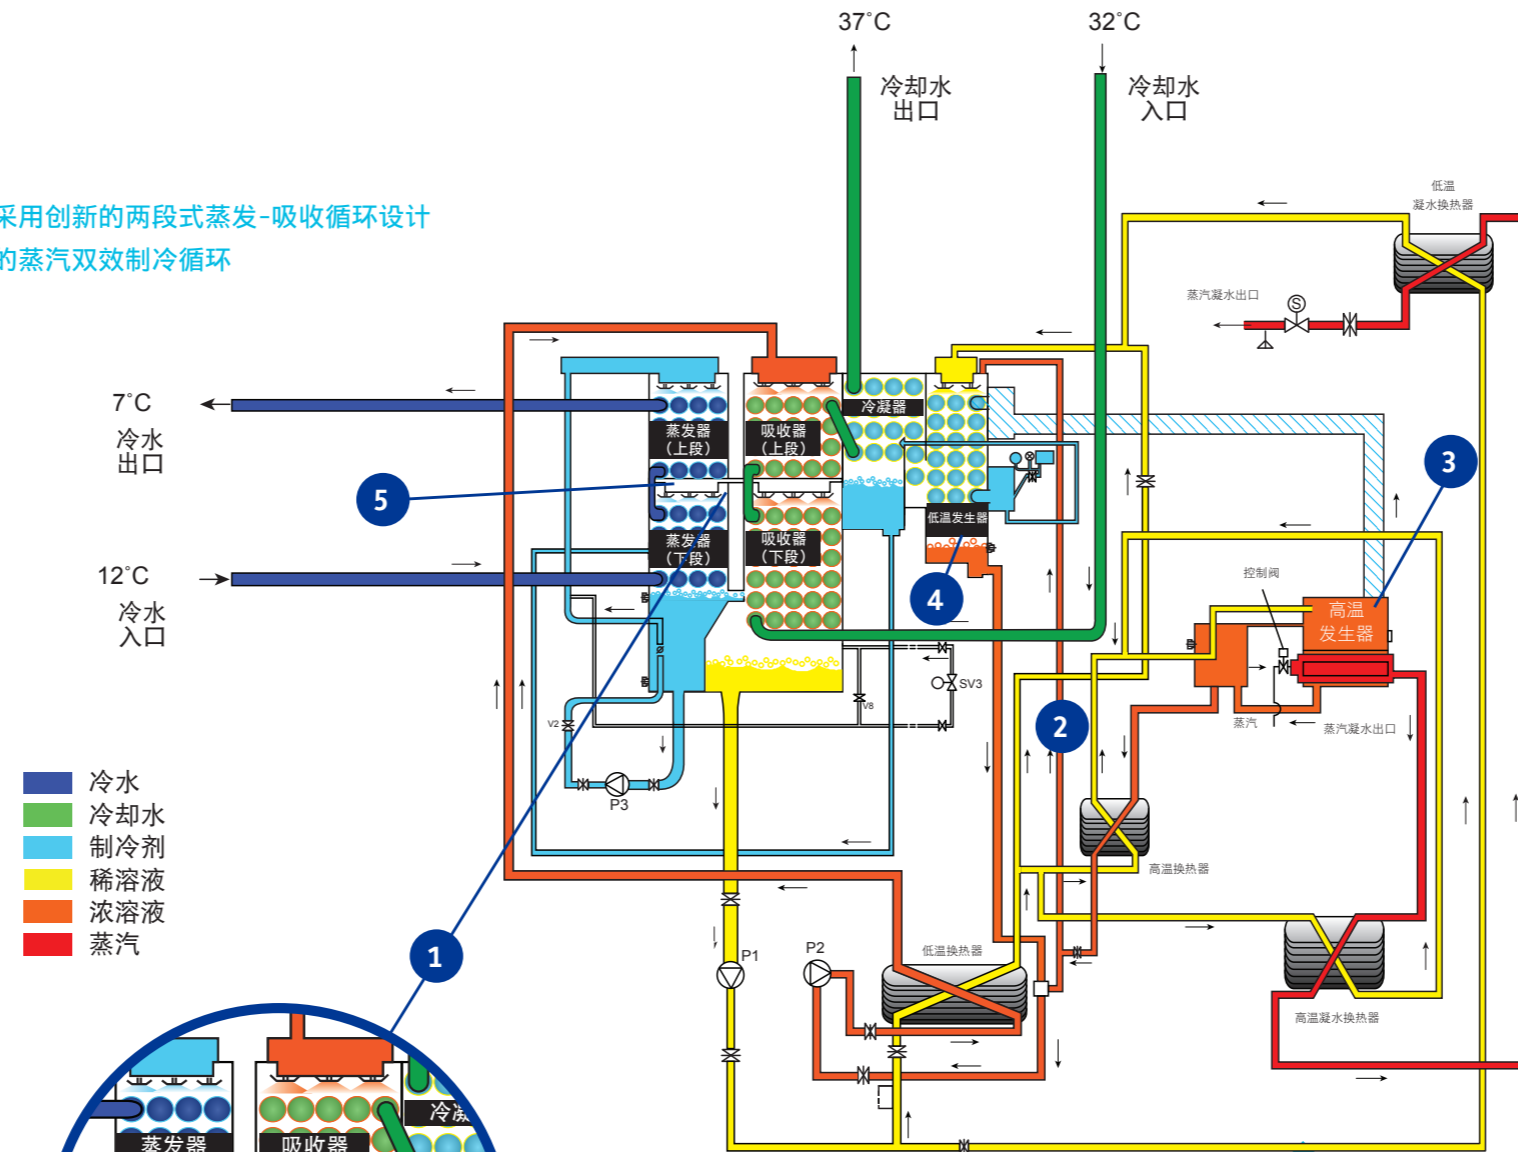 37°C
32°C
冷却水
出口
冷却水
入口
低温
凝水换热器
采用创新的两段式蒸发-吸收循环设计
的蒸汽双效制冷循环
蒸汽凝水出口
S
7°C
冷水
出口
蒸发器
（上段）
吸收器
（上段）
冷凝器
3
5
蒸发器
（下段）
吸收器
（下段）
低温发生器
12°C
冷水
入口
4
控制阀
高温
发生器
SV3
V8
V2
2
蒸汽
蒸汽凝水出口
P3
冷水
冷却水
制冷剂
稀溶液
浓溶液
蒸汽
高温换热器
1
P1
P2
低温换热器
高温凝水换热器
冷凝
蒸发器
吸收器